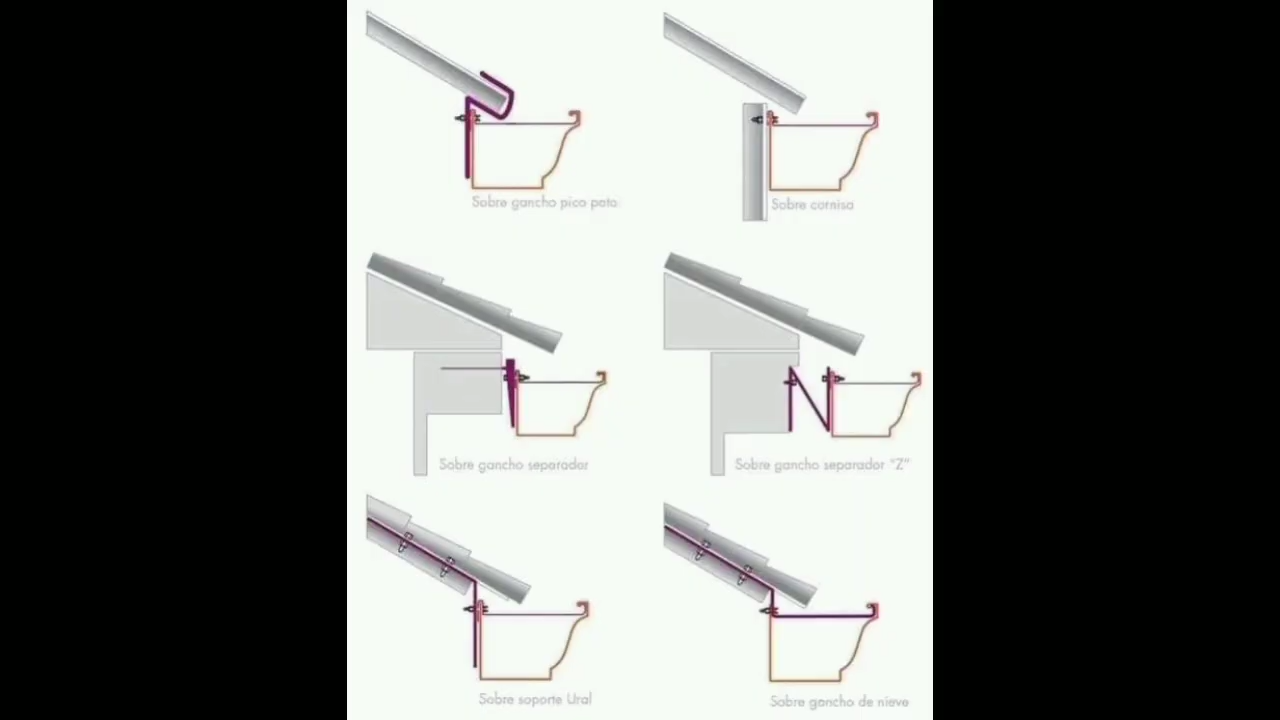 Sobre gancho pico pato
Sobre cornisa
Sobre gancho separador
Sobre gancho separador "Z"
Sobre soporte Ural
Sobre gancho de nieve